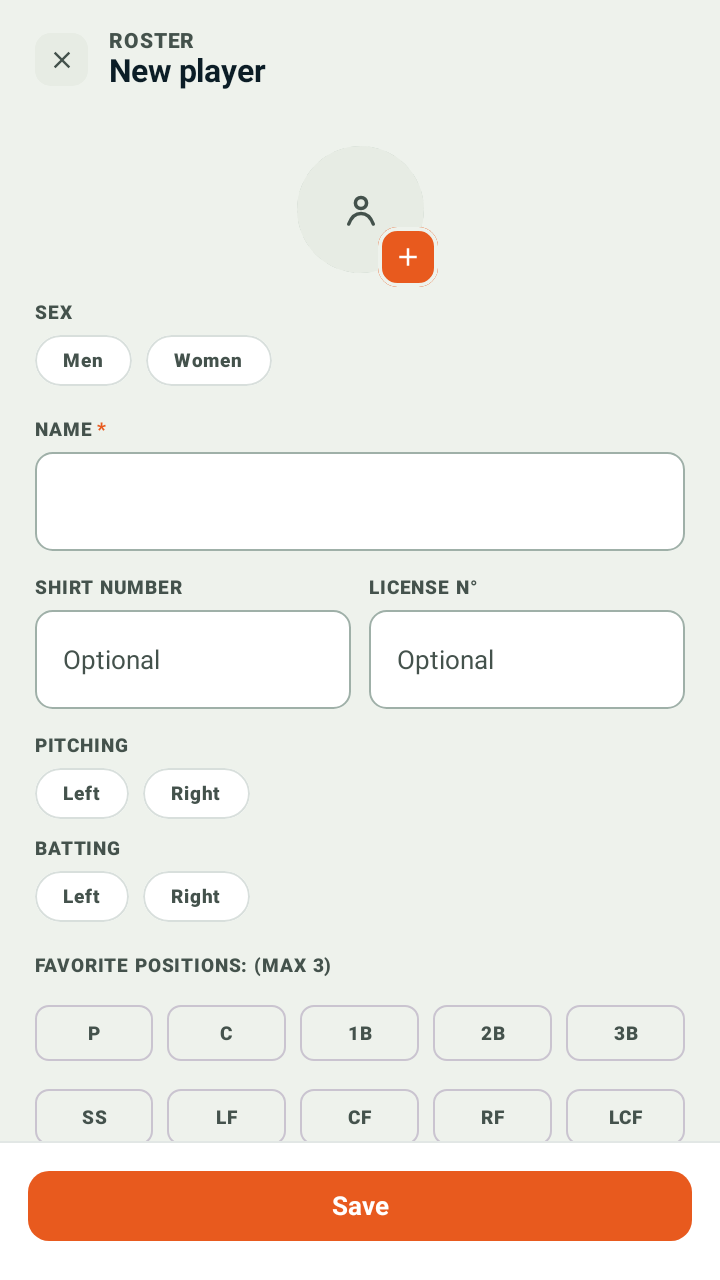 ROSTER
New player
SEX
Men Women
NAME *
SHIRT NUMBER LICENSE N°
Optional Optional
PITCHING
Left Right
BATTING
Left Right
FAVORITE POSITIONS: (MAX 3)
P C 1B 2B 3B
SS LF CF RF LCF
Save